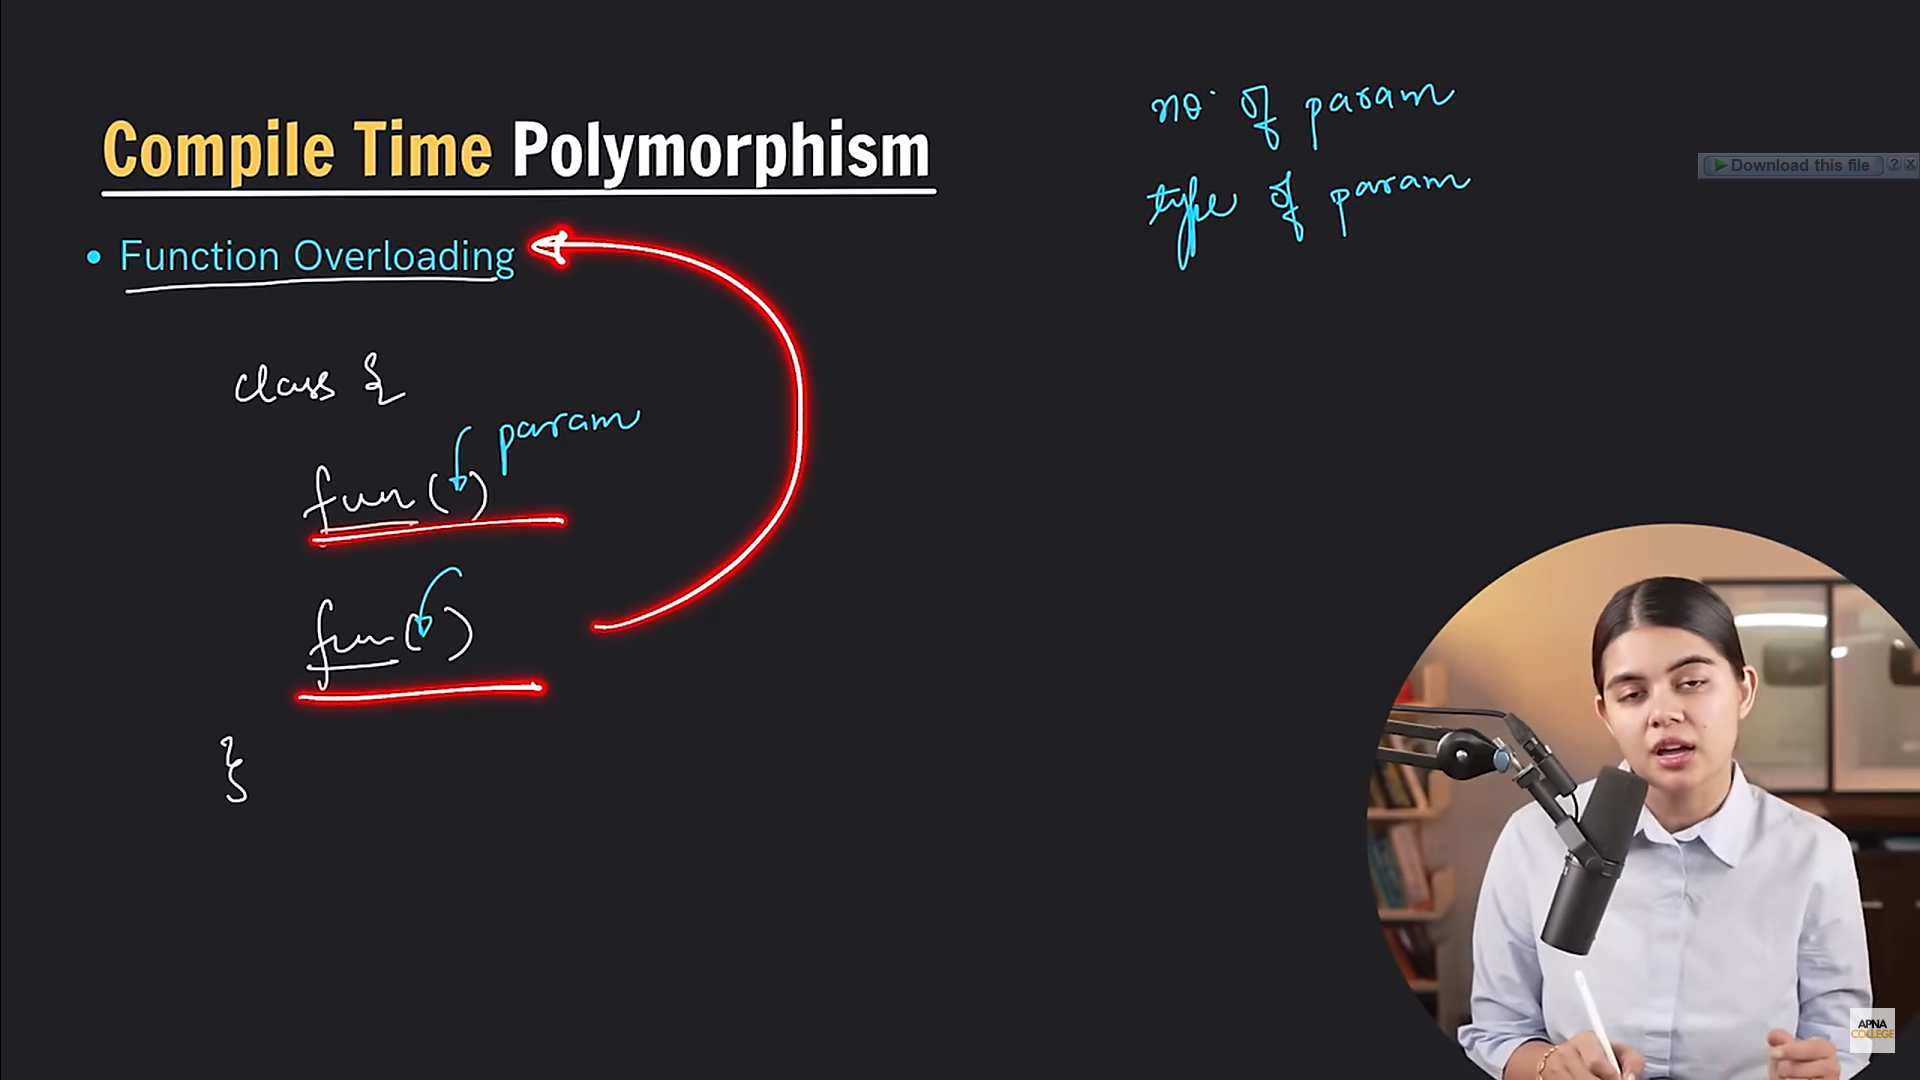 Compile Time Polymorphism
• Function Overloading
class {
param
fun( )
fun( )
}
no. of param
type of param
Download this file ? X
APNA
COLLEGE